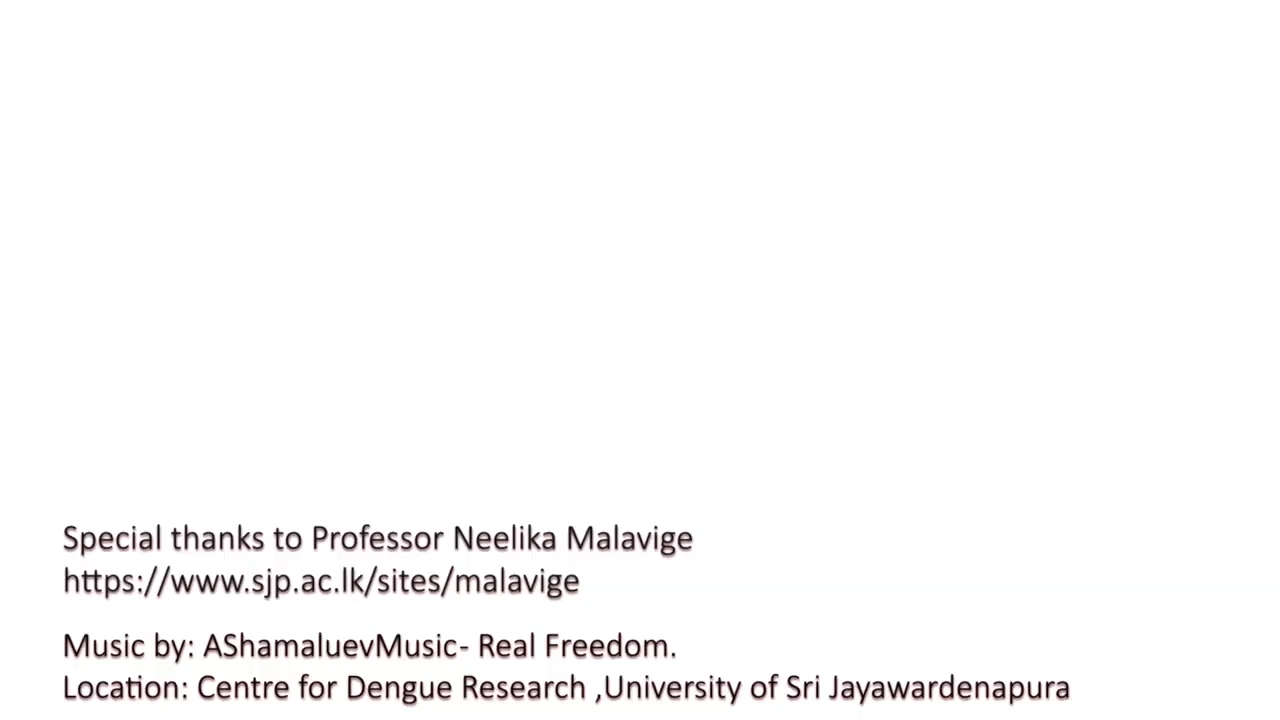 Special thanks to Professor Neelika Malavige
https://www.sjp.ac.lk/sites/malavige
Music by: AShamaluevMusic- Real Freedom.
Location: Centre for Dengue Research ,University of Sri Jayawardenapura